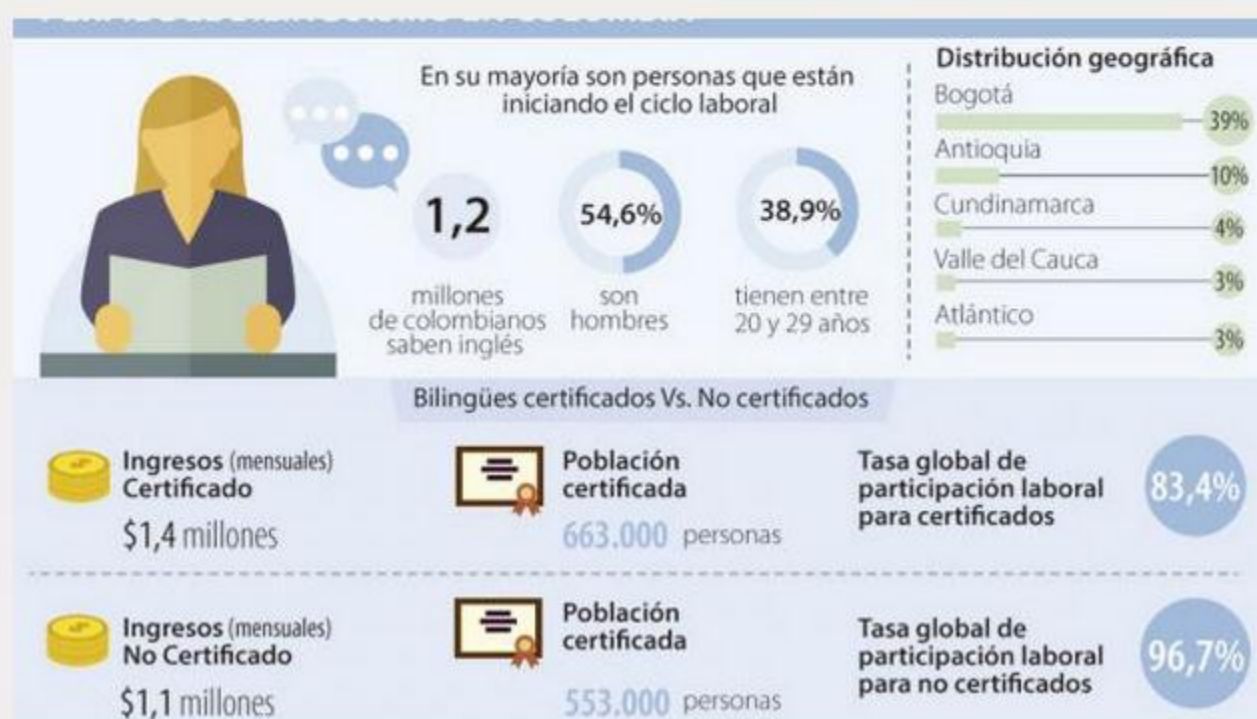 En su mayoría son personas que están
iniciando el ciclo laboral
1,2
millones
de colombianos
saben inglés
54,6%
son
hombres
38,9%
tienen entre
20 y 29 años
Distribución geográfica
Bogotá
39%
Antioquia
10%
Cundinamarca
4%
Valle del Cauca
3%
Atlántico
3%
Bilingües certificados Vs. No certificados
Ingresos (mensuales)
Certificado
$1,4 millones
Población
certificada
663.000 personas
Tasa global de
participación laboral
para certificados
83,4%
Ingresos (mensuales)
No Certificado
$1,1 millones
Población
certificada
553.000 personas
Tasa global de
participación laboral
para no certificados
96,7%